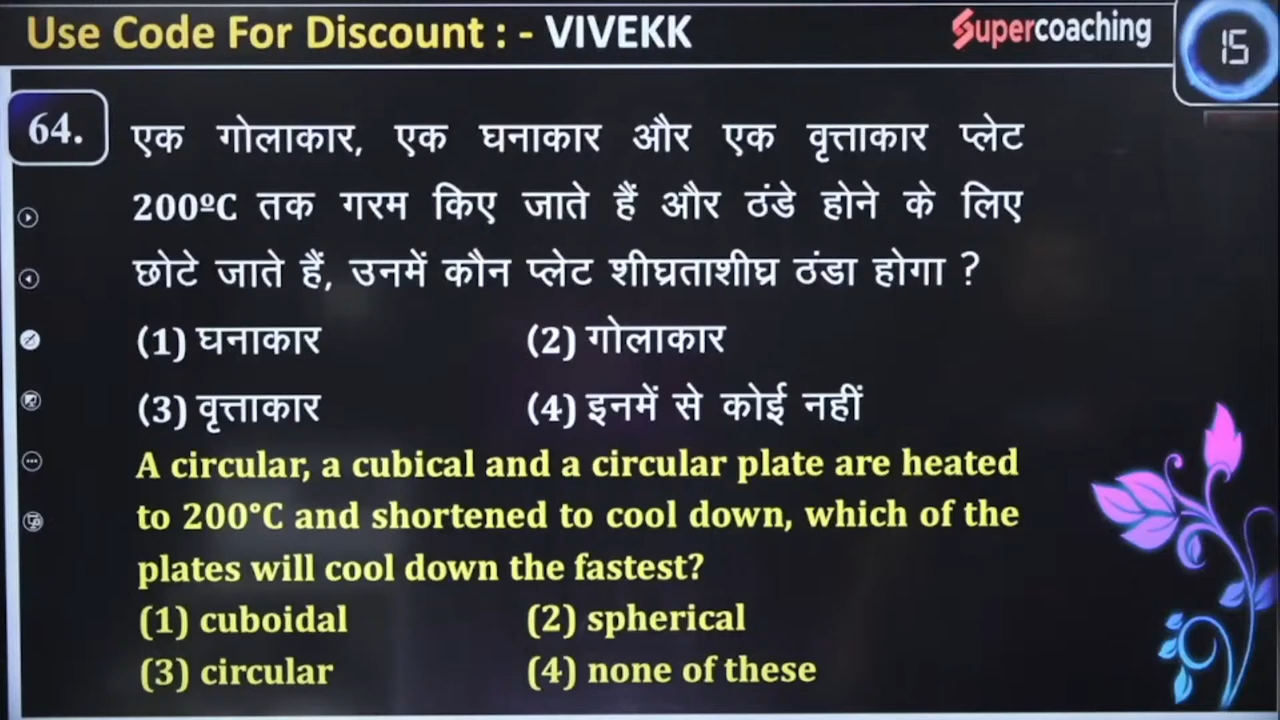 Use Code For Discount : - VIVEKK
Supercoaching
15
64.
एक गोलाकार, एक घनाकार और एक वृत्ताकार प्लेट
200ºC तक गरम किए जाते हैं और ठंडे होने के लिए
छोटे जाते हैं, उनमें कौन प्लेट शीघ्रताशीघ्र ठंडा होगा ?
(1) घनाकार (2) गोलाकार
(3) वृत्ताकार (4) इनमें से कोई नहीं
A circular, a cubical and a circular plate are heated
to 200°C and shortened to cool down, which of the
plates will cool down the fastest?
(1) cuboidal (2) spherical
(3) circular (4) none of these